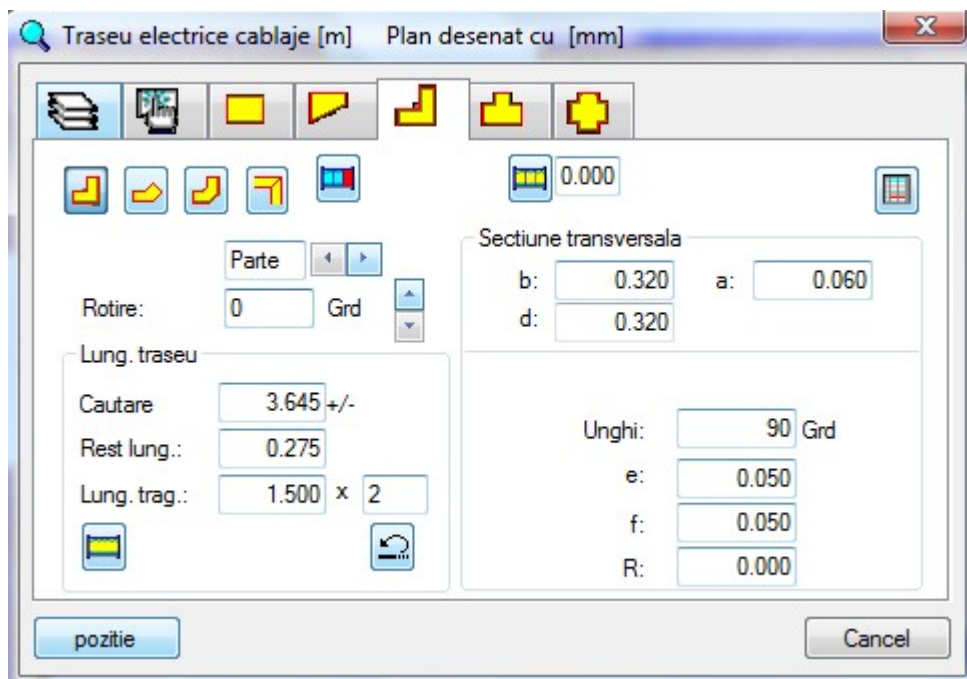 Traseu electrice cablaje [m] Plan desenat cu [mm]
0.000
Parte
Rotire: 0 Grd
Lung. traseu
Cautare 3.645 +/-
Rest lung.: 0.275
Lung. trag.: 1.500 x 2
Sectiune transversala
b: 0.320 a: 0.060
d: 0.320
Unghi: 90 Grd
e: 0.050
f: 0.050
R: 0.000
pozitie
Cancel